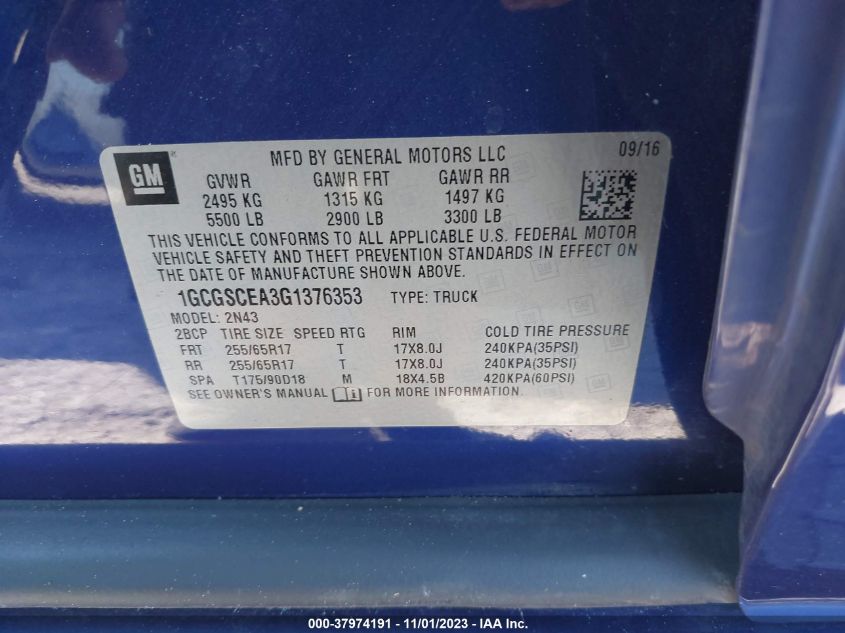 GM
MFD BY GENERAL MOTORS LLC 09/16
GVWR GAWR FRT GAWR RR
2495 KG 1315 KG 1497 KG
5500 LB 2900 LB 3300 LB
THIS VEHICLE CONFORMS TO ALL APPLICABLE U.S. FEDERAL MOTOR
VEHICLE SAFETY AND THEFT PREVENTION STANDARDS IN EFFECT ON
THE DATE OF MANUFACTURE SHOWN ABOVE.
1GCGSCEA3G1376353 TYPE: TRUCK
MODEL: 2N43
2BCP TIRE SIZE SPEED RTG RIM COLD TIRE PRESSURE
FRT 255/65R17 T 17X8.0J 240KPA(35PSI)
RR 255/65R17 T 17X8.0J 240KPA(35PSI)
SPA T175/90D18 M 18X4.5B 420KPA(60PSI)
SEE OWNER'S MANUAL FOR MORE INFORMATION.
000-37974191 - 11/01/2023 - IAA Inc.